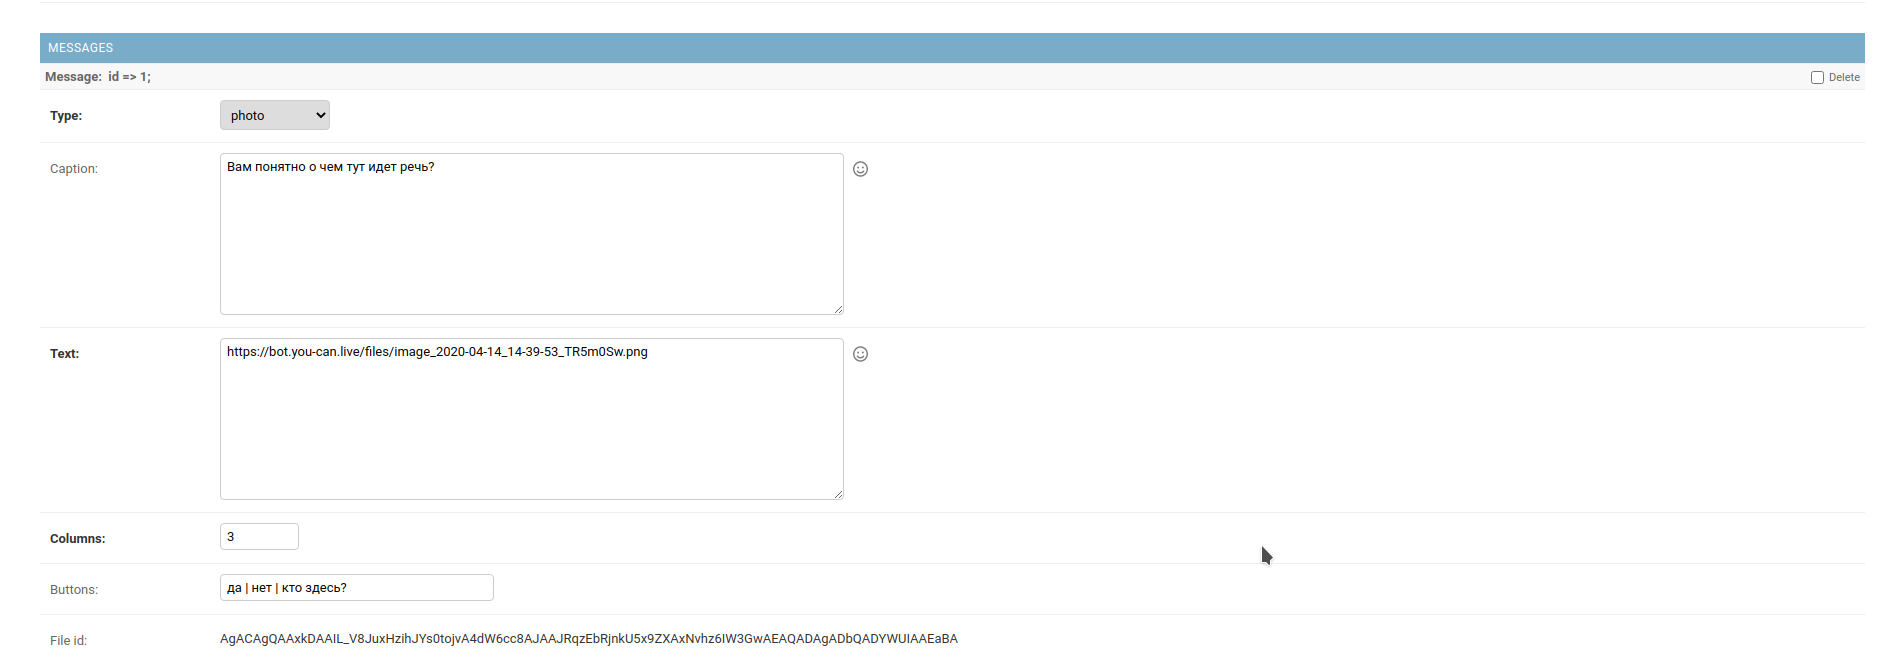 MESSAGES
Message: id => 1;
Delete
Type:
photo
Caption:
Вам понятно о чем тут идет речь?
Text:
https://bot.you-can.live/files/image_2020-04-14_14-39-53_TR5m0Sw.png
Columns:
3
Buttons:
да | нет | кто здесь?
File id:
AgACAgQAAxkDAAIL_V8JuxHzihJYs0tojvA4dW6cc8AJAAJRqzEbRjnkU5x9ZXAxNvhz6IW3GwAEAQADAgADbQADYWUIAAEaBA